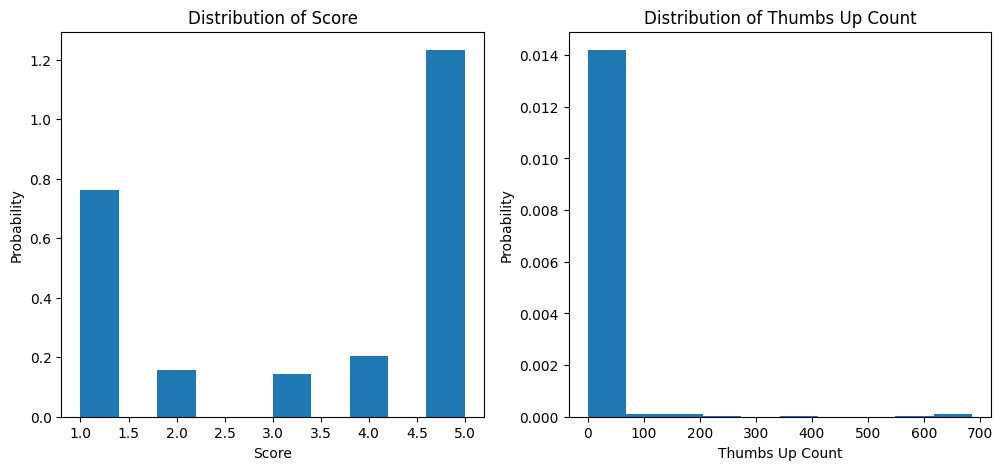 Distribution of Score
Probability
1.2
1.0
0.8
0.6
0.4
0.2
0.0
1.0 1.5 2.0 2.5 3.0 3.5 4.0 4.5 5.0
Score
Distribution of Thumbs Up Count
Probability
0.014
0.012
0.010
0.008
0.006
0.004
0.002
0.000
0 100 200 300 400 500 600 700
Thumbs Up Count